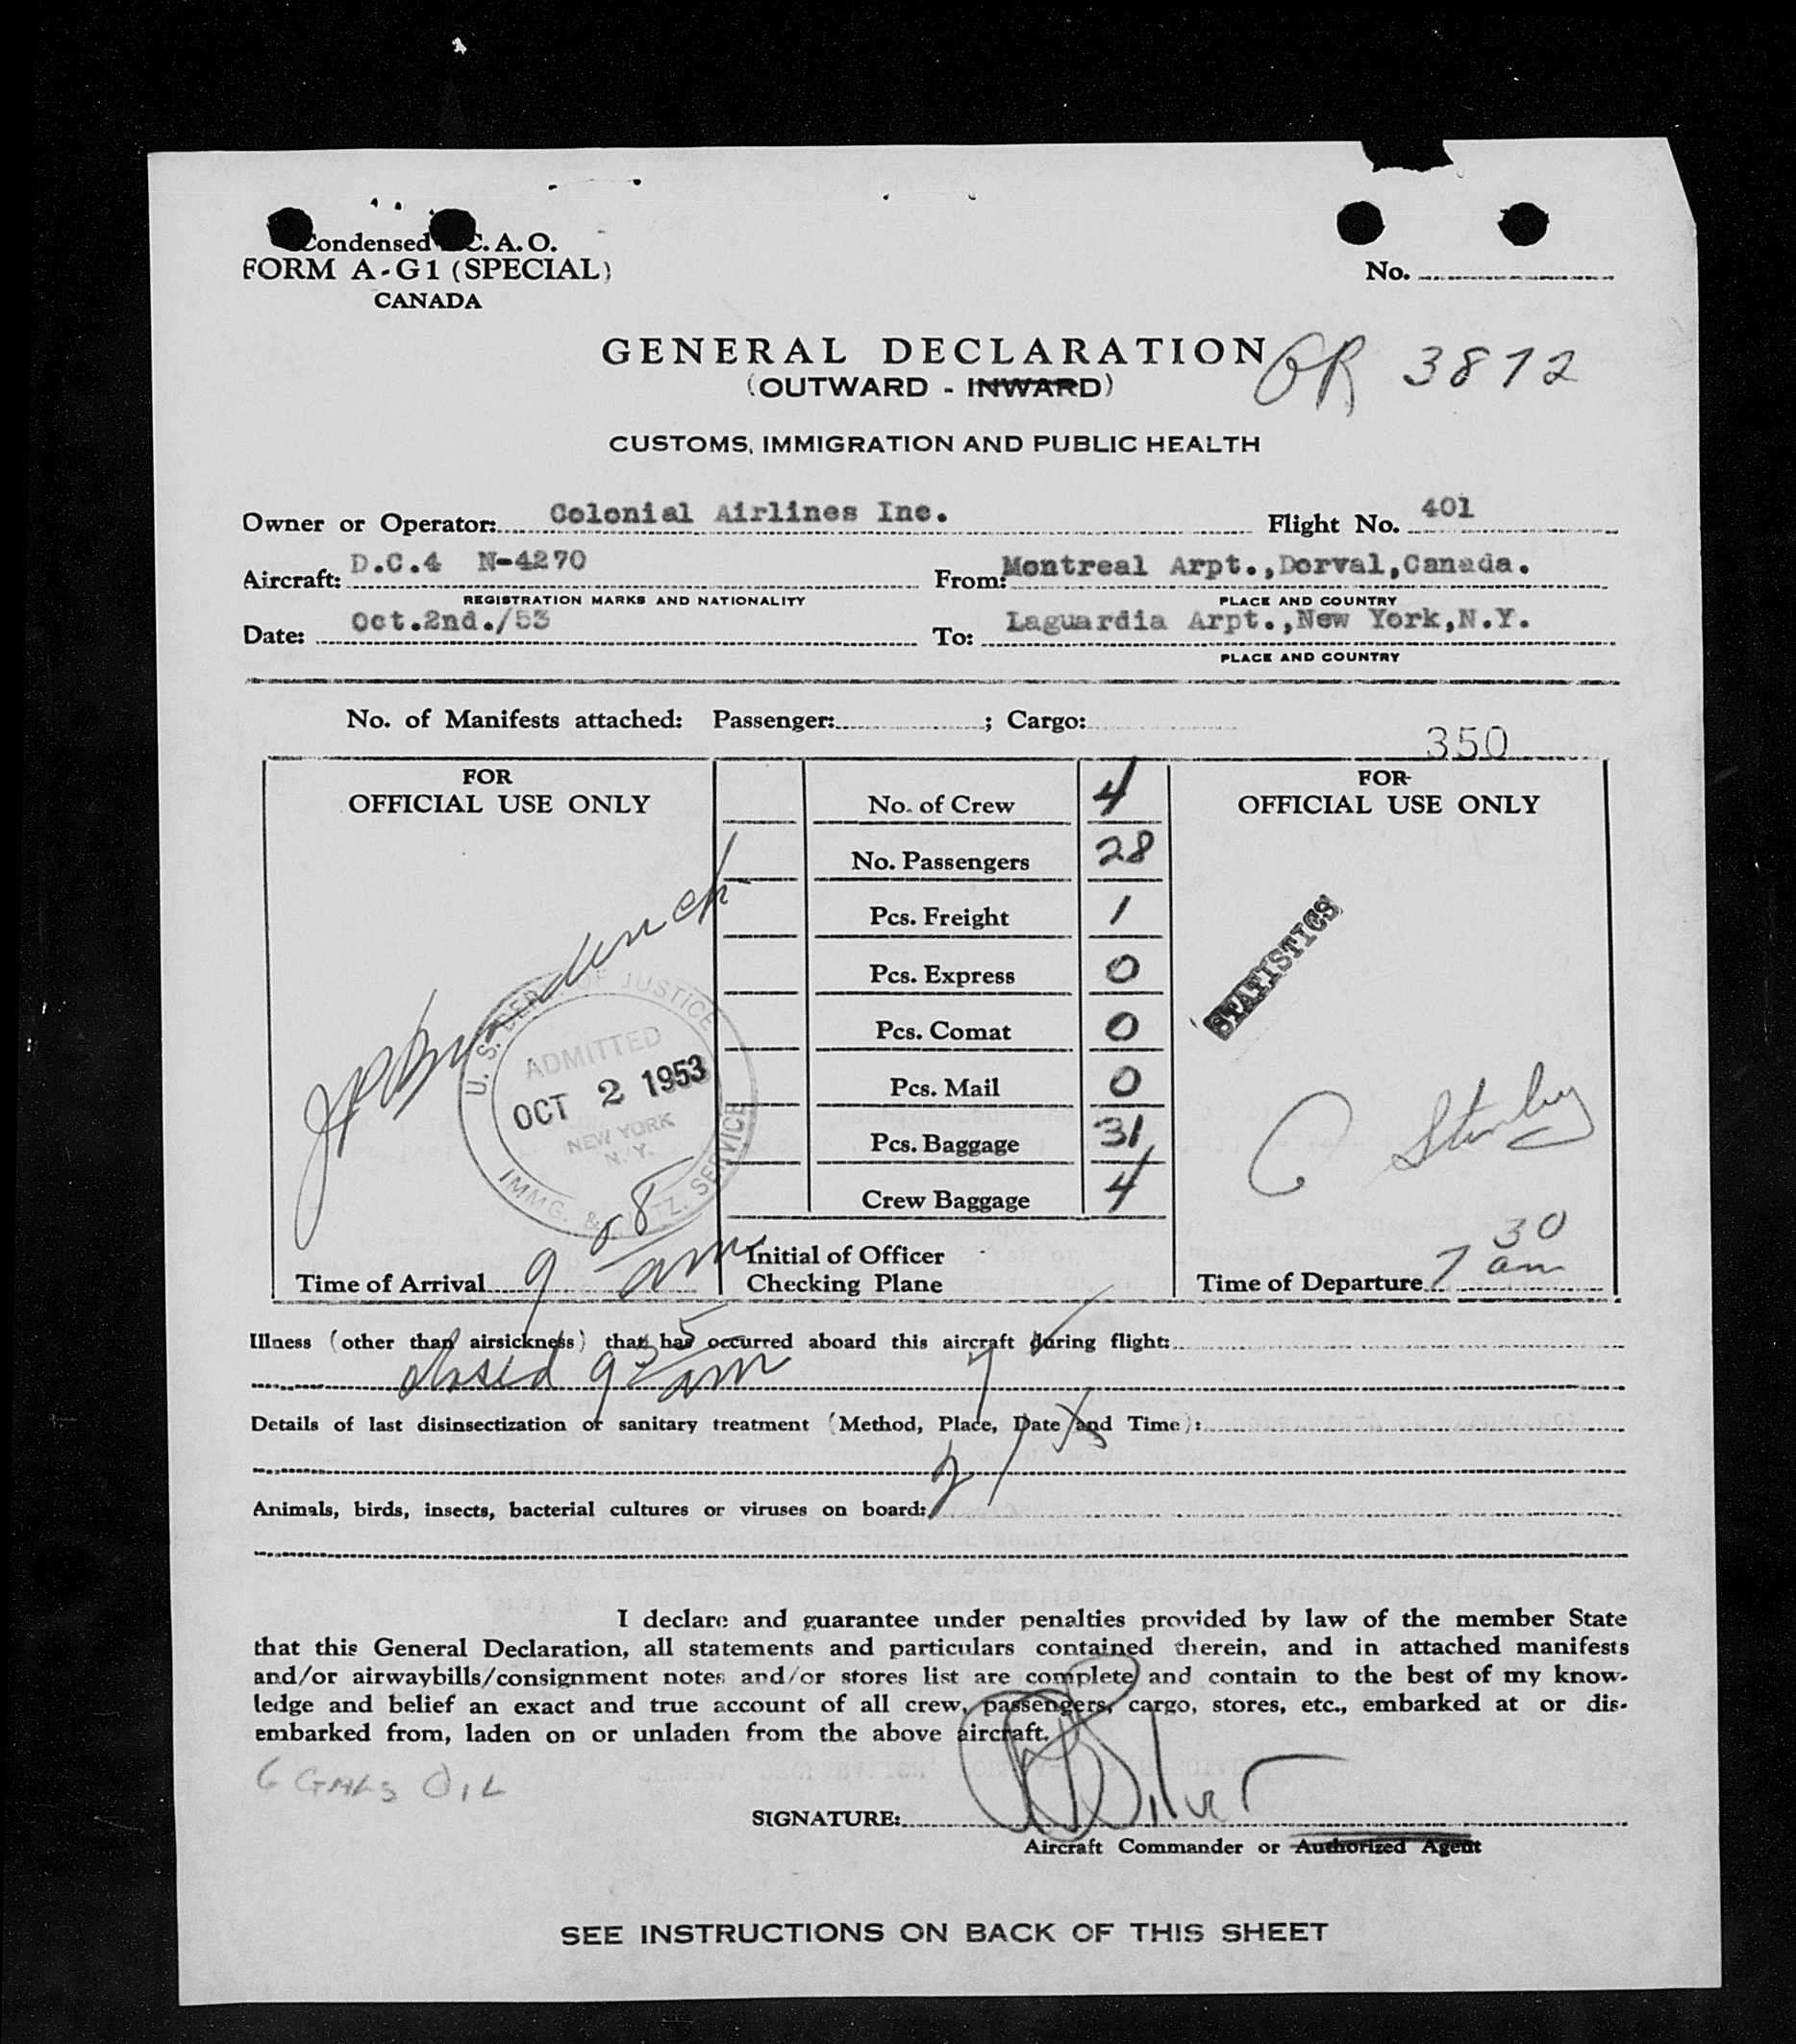 Condensed C. A. O.
FORM A-G1 (SPECIAL)
CANADA
No.
GENERAL DECLARATION
(OUTWARD - INWARD)
3872
CUSTOMS, IMMIGRATION AND PUBLIC HEALTH
Owner or Operator: Colonial Airlines Inc. Flight No. 401
Aircraft: D.C.4 N-4270 From: Montreal Arpt.,Dorval,Canada.
REGISTRATION MARKS AND NATIONALITY PLACE AND COUNTRY
Date: Oct.2nd./53 To: Laguardia Arpt.,New York,N.Y.
PLACE AND COUNTRY
No. of Manifests attached: Passenger: ; Cargo:
350
FOR
OFFICIAL USE ONLY
No. of Crew 4
No. Passengers 28
Pcs. Freight 1
Pcs. Express 0
Pcs. Comat 0
Pcs. Mail 0
Pcs. Baggage 31
Crew Baggage 4
Initial of Officer
Checking Plane
U. S. DEPT. OF JUSTICE
ADMITTED
OCT 2 1953
NEW YORK
N. Y.
IMMG. & NATZ. SERVICE
Time of Arrival 9 am
FOR
OFFICIAL USE ONLY
STATISTICS
Time of Departure 7 30 am
Illness (other than airsickness) that has occurred aboard this aircraft during flight:
9 35 am
Details of last disinsectization or sanitary treatment (Method, Place, Date and Time):
Animals, birds, insects, bacterial cultures or viruses on board:
I declare and guarantee under penalties provided by law of the member State
that this General Declaration, all statements and particulars contained therein, and in attached manifests
and/or airwaybills/consignment notes and/or stores list are complete and contain to the best of my know-
ledge and belief an exact and true account of all crew, passengers, cargo, stores, etc., embarked at or dis-
embarked from, laden on or unladen from the above aircraft.
6 GALS OIL
SIGNATURE:
Aircraft Commander or Authorized Agent
SEE INSTRUCTIONS ON BACK OF THIS SHEET